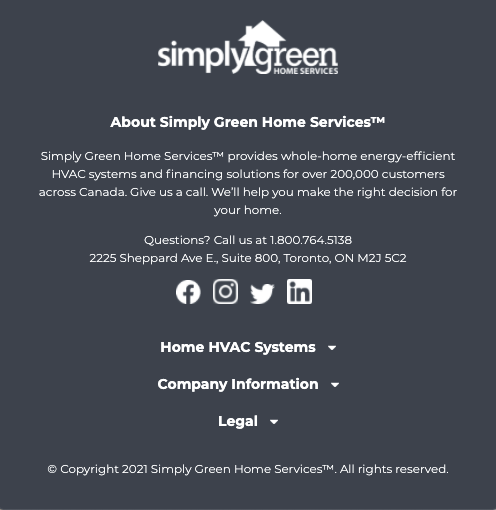 simply green
HOME SERVICES
About Simply Green Home Services™
Simply Green Home Services™ provides whole-home energy-efficient
HVAC systems and financing solutions for over 200,000 customers
across Canada. Give us a call. We’ll help you make the right decision for
your home.
Questions? Call us at 1.800.764.5138
2225 Sheppard Ave E., Suite 800, Toronto, ON M2J 5C2
Home HVAC Systems
Company Information
Legal
© Copyright 2021 Simply Green Home Services™. All rights reserved.